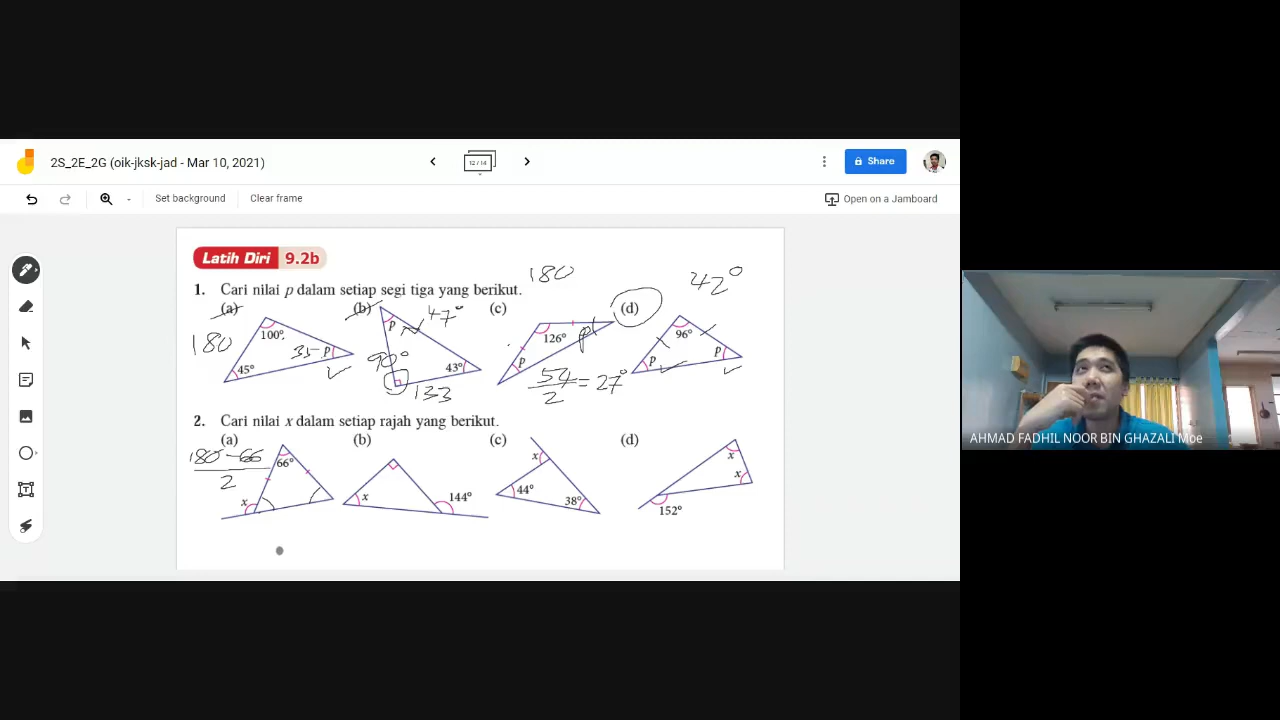 2S_2E_2G (oik-jksk-jad - Mar 10, 2021)
12 / 14
Share
Set background
Clear frame
Open on a Jamboard
Latih Diri 9.2b
180
42°
1. Cari nilai p dalam setiap segi tiga yang berikut.
(a) (b) (c) (d)
180 100° 35 p 45°
p 47° 90° 43° 133
126° p p
54/2 = 27°
96° p p
2. Cari nilai x dalam setiap rajah yang berikut.
(a) (b) (c) (d)
180-66
2
66° x
x 144°
x 44° 38°
x x 152°
AHMAD FADHIL NOOR BIN GHAZALI Moe